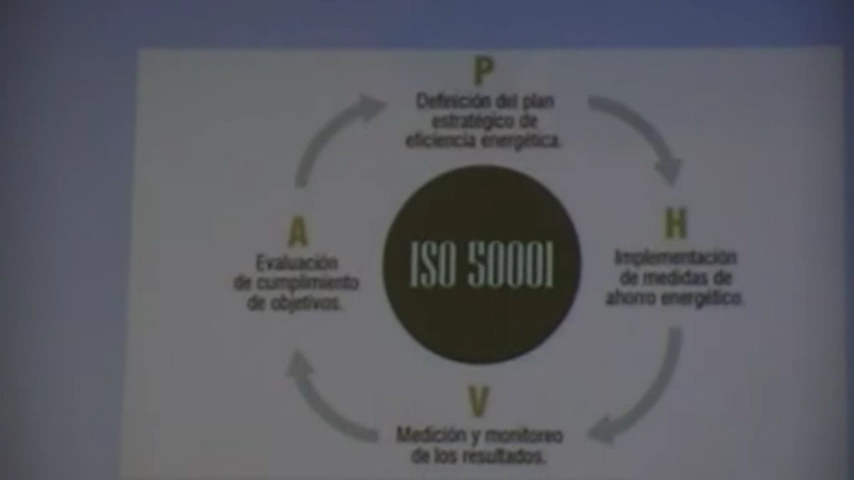 P
Definición del plan
estratégico de
eficiencia energética.
H
Implementación
de medidas de
ahorro energético.
V
Medición y monitoreo
de los resultados.
A
Evaluación
de cumplimiento
de objetivos.
ISO 50001